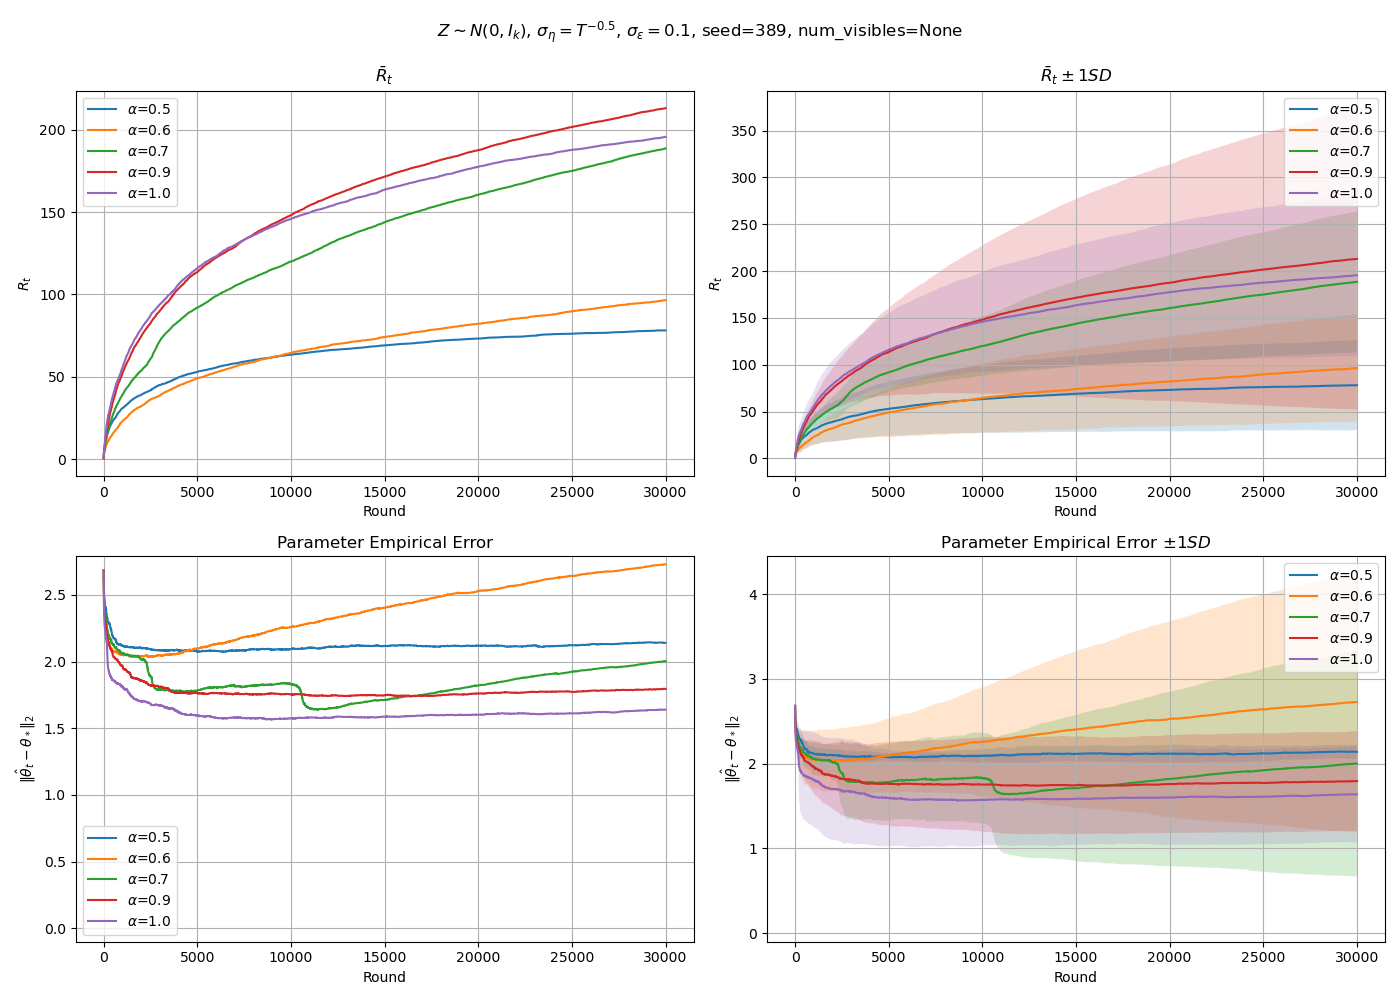 Z ∼ N(0, I_k), σ_η = T^{−0.5}, σ_ε = 0.1, seed=389, num_visibles=None
R̄_t
R_t
200
150
100
50
0
α=0.5
α=0.6
α=0.7
α=0.9
α=1.0
0 5000 10000 15000 20000 25000 30000
Round
R̄_t ± 1SD
R_t
350
300
250
200
150
100
50
0
α=0.5
α=0.6
α=0.7
α=0.9
α=1.0
0 5000 10000 15000 20000 25000 30000
Round
Parameter Empirical Error
‖θ̂_t − θ_*‖_2
2.5
2.0
1.5
1.0
0.5
0.0
α=0.5
α=0.6
α=0.7
α=0.9
α=1.0
0 5000 10000 15000 20000 25000 30000
Round
Parameter Empirical Error ±1SD
‖θ̂_t − θ_*‖_2
4
3
2
1
0
α=0.5
α=0.6
α=0.7
α=0.9
α=1.0
0 5000 10000 15000 20000 25000 30000
Round